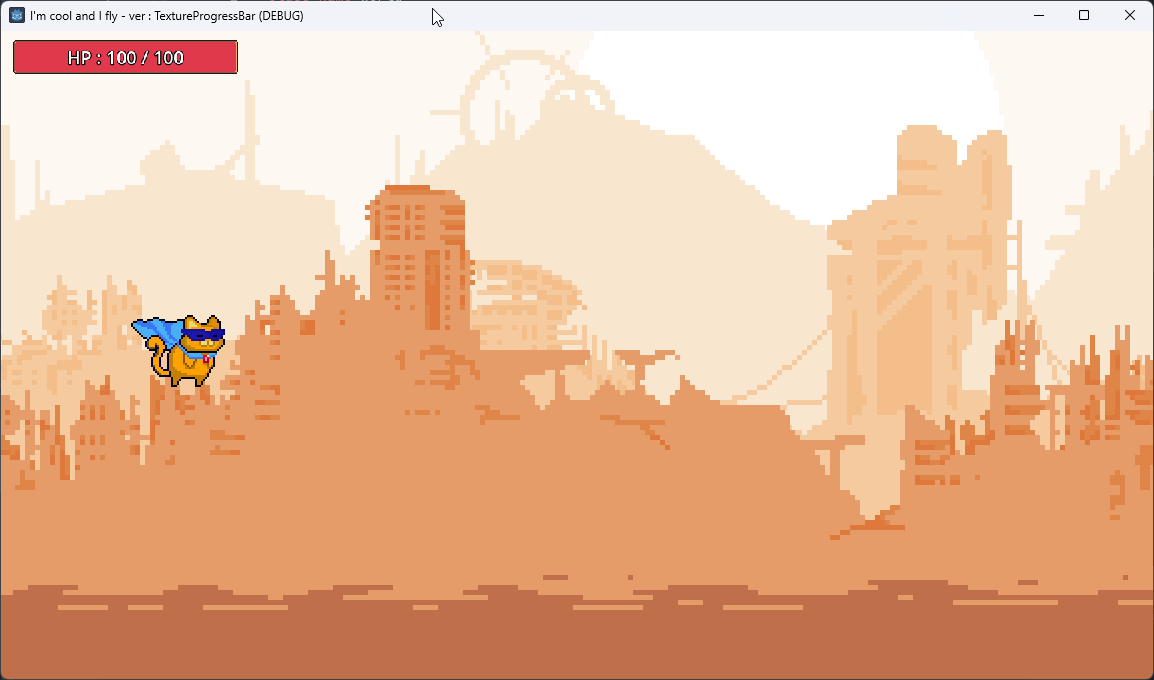 I'm cool and I fly - ver : TextureProgressBar (DEBUG)
HP : 100 / 100